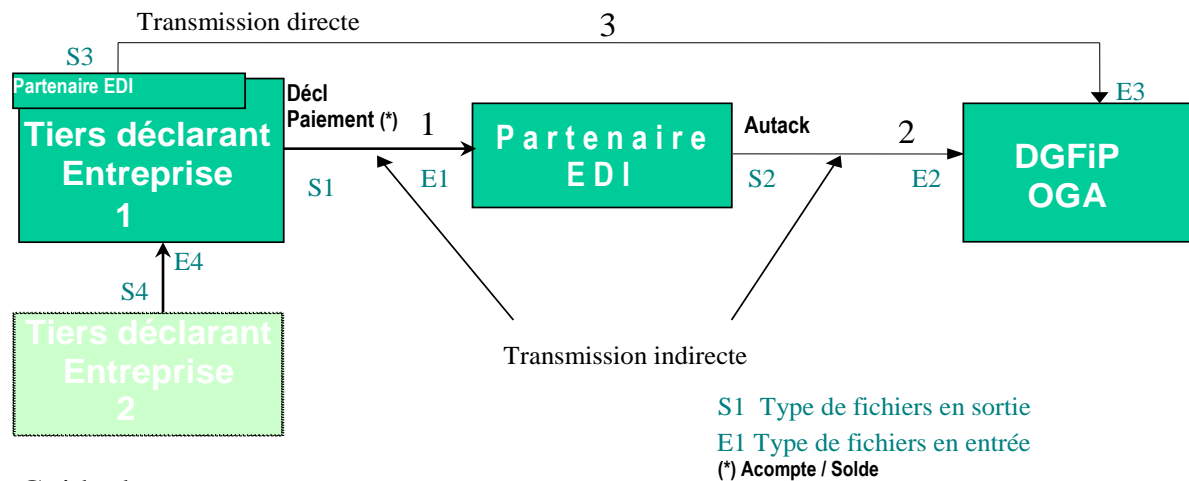 Transmission directe
3
S3
Partenaire EDI
E3
Décl
Paiement (*)
1
Tiers déclarant
Entreprise
1
Partenaire
EDI
Autack
2
DGFiP
OGA
S1
E1
S2
E2
E4
S4
Tiers déclarant
Entreprise
2
Transmission indirecte
S1 Type de fichiers en sortie
E1 Type de fichiers en entrée
(*) Acompte / Solde